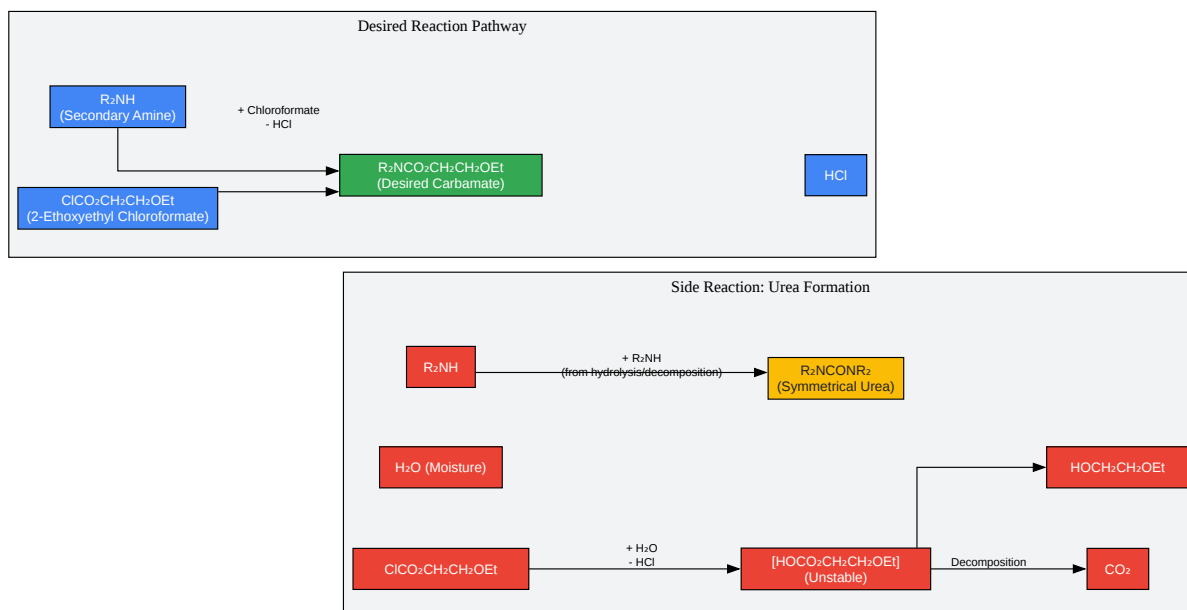 Desired Reaction Pathway
R₂NH
(Secondary Amine)
+ Chloroformate
- HCl
R₂NCO₂CH₂CH₂OEt
(Desired Carbamate)
HCl
ClCO₂CH₂CH₂OEt
(2-Ethoxyethyl Chloroformate)
Side Reaction: Urea Formation
R₂NH
+ R₂NH
(from hydrolysis/decomposition)
R₂NCONR₂
(Symmetrical Urea)
H₂O (Moisture)
HOCH₂CH₂OEt
ClCO₂CH₂CH₂OEt
+ H₂O
- HCl
[HOCO₂CH₂CH₂OEt]
(Unstable)
Decomposition
CO₂